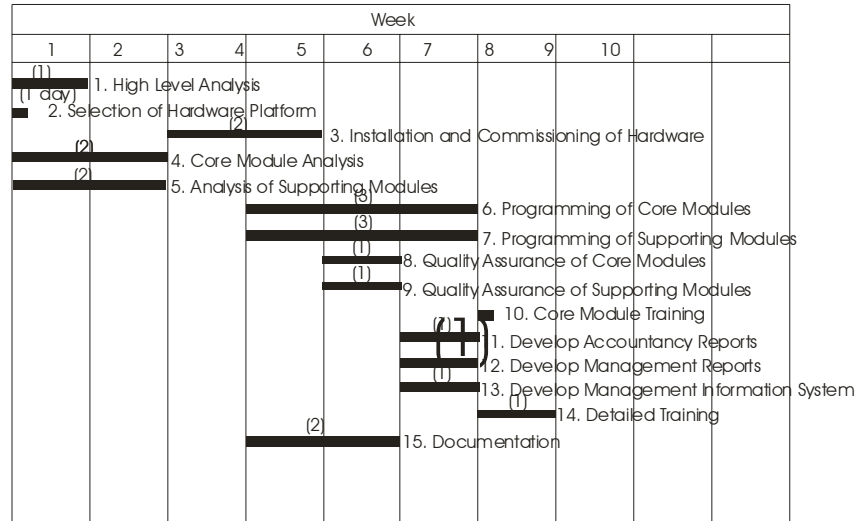 Week
1 2 3 4 5 6 7 8 9 10
(1)
1. High Level Analysis
(1 day)
2. Selection of Hardware Platform
(2)
3. Installation and Commissioning of Hardware
(2)
4. Core Module Analysis
(2)
5. Analysis of Supporting Modules
(3)
6. Programming of Core Modules
(3)
7. Programming of Supporting Modules
(1)
8. Quality Assurance of Core Modules
(1)
9. Quality Assurance of Supporting Modules
10. Core Module Training
(1)
11. Develop Accountancy Reports
(1)
12. Develop Management Reports
(1)
13. Develop Management Information System
(1)
14. Detailed Training
(2)
15. Documentation